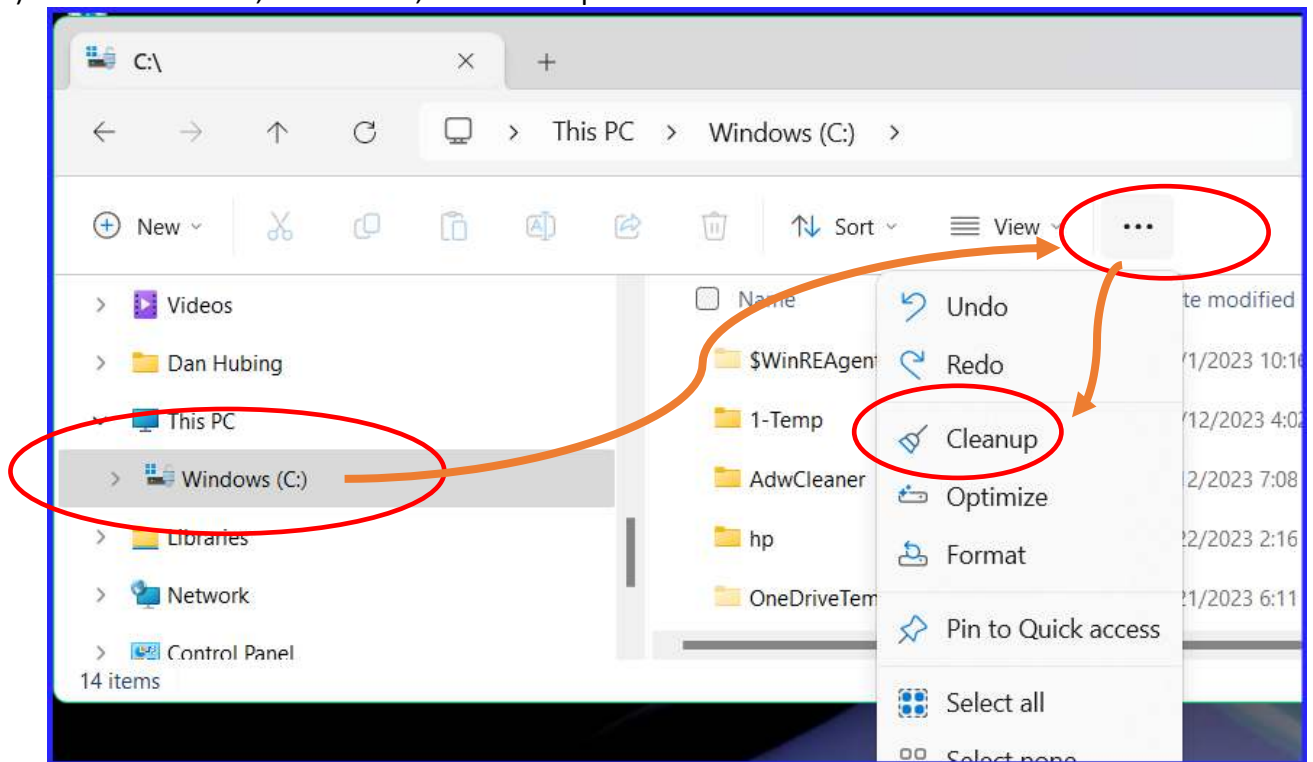 C:\
This PC > Windows (C:) >
New Sort View ...
Videos
Dan Hubing
This PC
Windows (C:)
Libraries
Network
Control Panel
14 items
Name te modified
$WinREAgent /1/2023 10:16
1-Temp /12/2023 4:02
AdwCleaner 2/2023 7:08
hp 22/2023 2:16
OneDriveTem 21/2023 6:11
Undo
Redo
Cleanup
Optimize
Format
Pin to Quick access
Select all
Select none